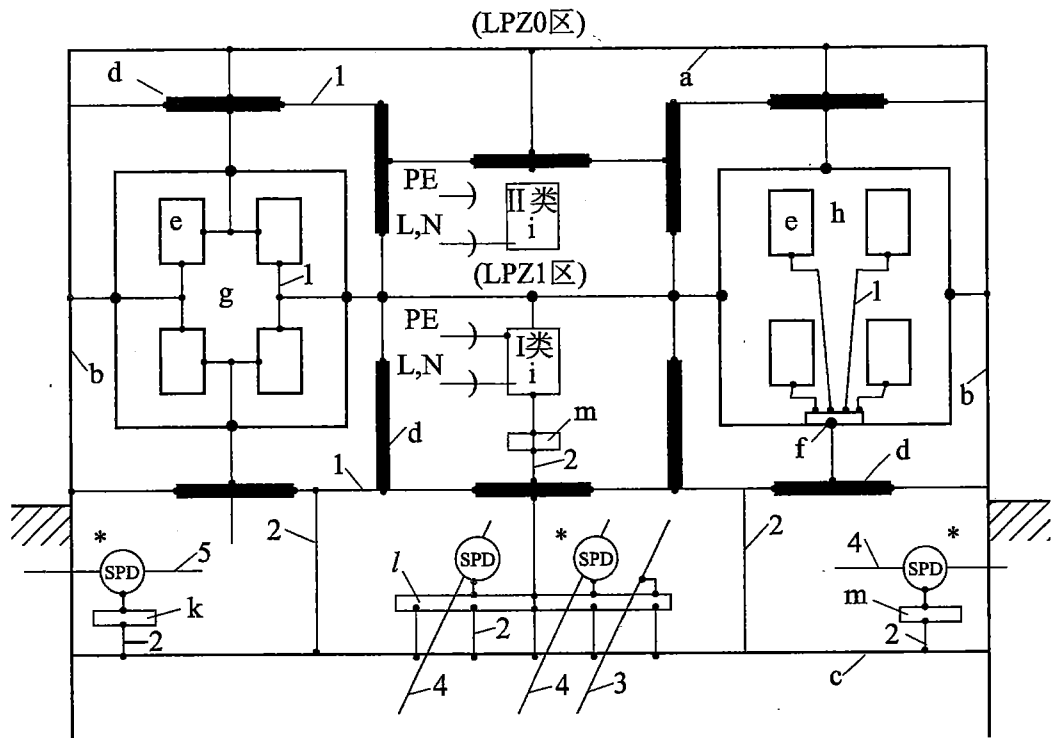 (LPZ0区)
d
1
a
PE
II类
e
L,N
i
e
h
1
g
(LPZ1区)
1
PE
I类
L,N
i
b
b
m
d
f
2
1
d
2
2
*
*
*
5
SPD
SPD
SPD
4
SPD
l
k
m
2
2
2
c
4
4
3